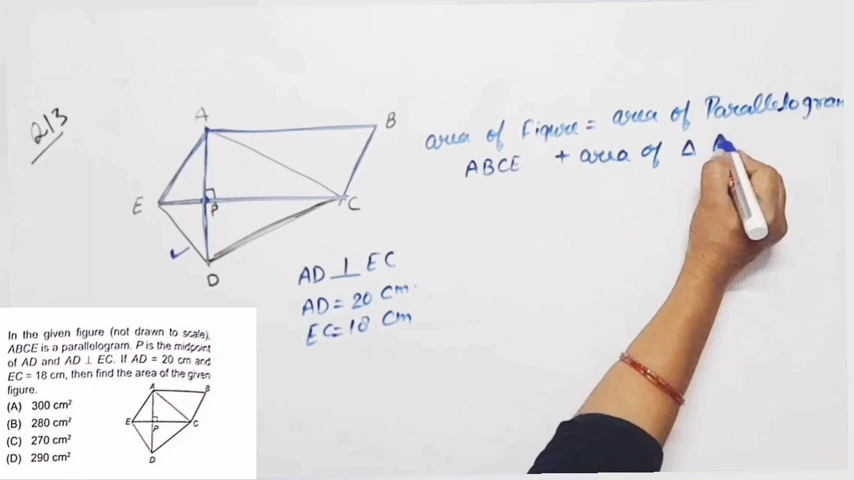 213
A
B
E
P
C
D
area of Figure = area of Parallelogram
ABCE + area of Δ
AD ⊥ EC
AD = 20 Cm.
EC = 18 Cm
In the given figure (not drawn to scale),
ABCE is a parallelogram. P is the midpoint
of AD and AD ⊥ EC. If AD = 20 cm and
EC = 18 cm, then find the area of the given
figure.
(A) 300 cm²
(B) 280 cm²
(C) 270 cm²
(D) 290 cm²
A
B
E
P
C
D